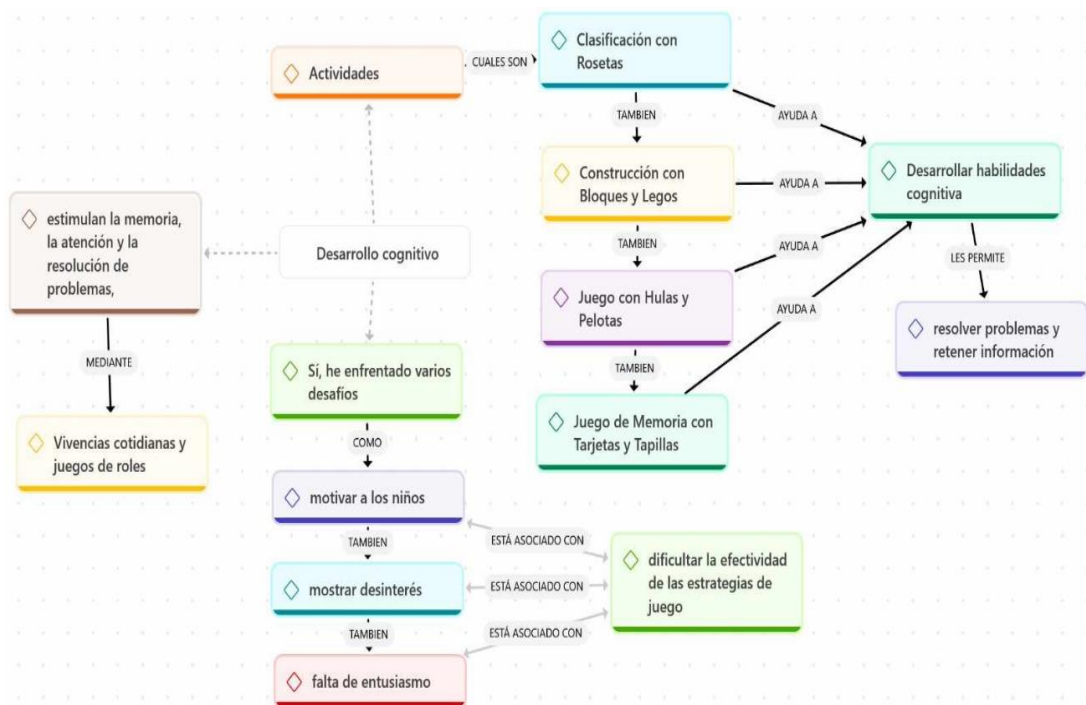 Clasificación con
Rosetas
Actividades
CUALES SON
TAMBIEN
AYUDA A
Construcción con
Bloques y Legos
AYUDA A
Desarrollar habilidades
cognitiva
estimulan la memoria,
la atención y la
resolución de
problemas,
Desarrollo cognitivo
TAMBIEN
AYUDA A
LES PERMITE
Juego con Hulas y
Pelotas
AYUDA A
resolver problemas y
retener información
MEDIANTE
Sí, he enfrentado varios
desafíos
TAMBIEN
Juego de Memoria con
Tarjetas y Tapillas
Vivencias cotidianas y
juegos de roles
COMO
motivar a los niños
TAMBIEN
ESTÁ ASOCIADO CON
mostrar desinterés
ESTÁ ASOCIADO CON
dificultar la efectividad
de las estrategias de
juego
TAMBIEN
ESTÁ ASOCIADO CON
falta de entusiasmo